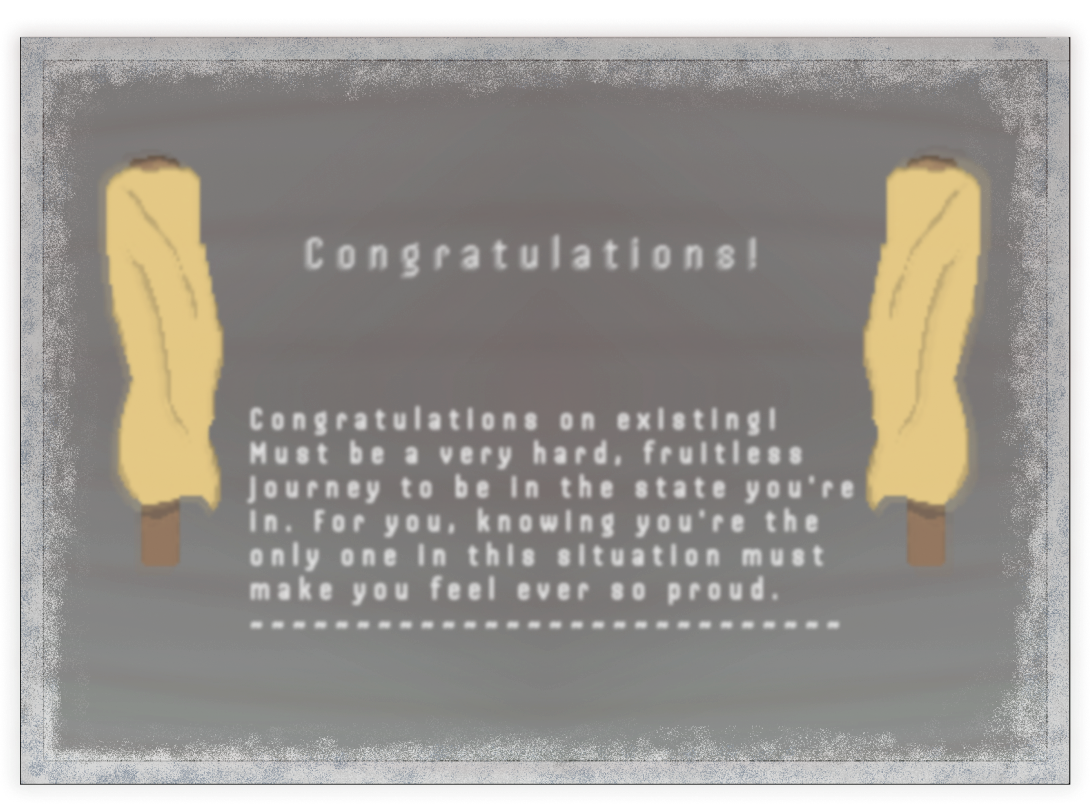 Congratulations!
Congratulations on existing!
Must be a very hard, fruitless
journey to be in the state you're
in. For you, knowing you're the
only one in this situation must
make you feel ever so proud.
------------------------------